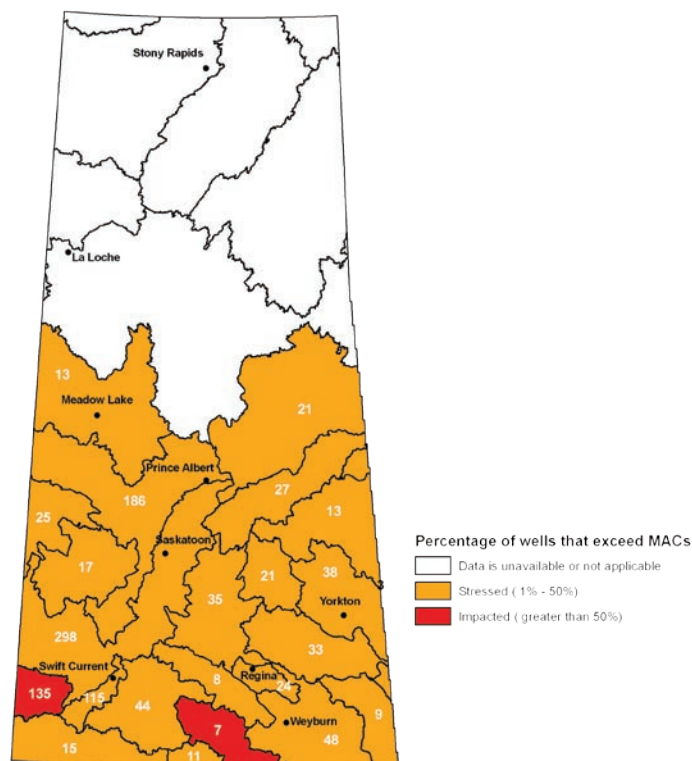 Stony Rapids
La Loche
13
Meadow Lake
21
Prince Albert
27
186
13
25
Saskatoon
17
21
38
35
Yorkton
3
298
33
Swift Current
8
Regina
24
135
115
44
9
7
Weyburn
48
15
11
Percentage of wells that exceed MACs
Data is unavailable or not applicable
Stressed ( 1% - 50%)
Impacted ( greater than 50%)